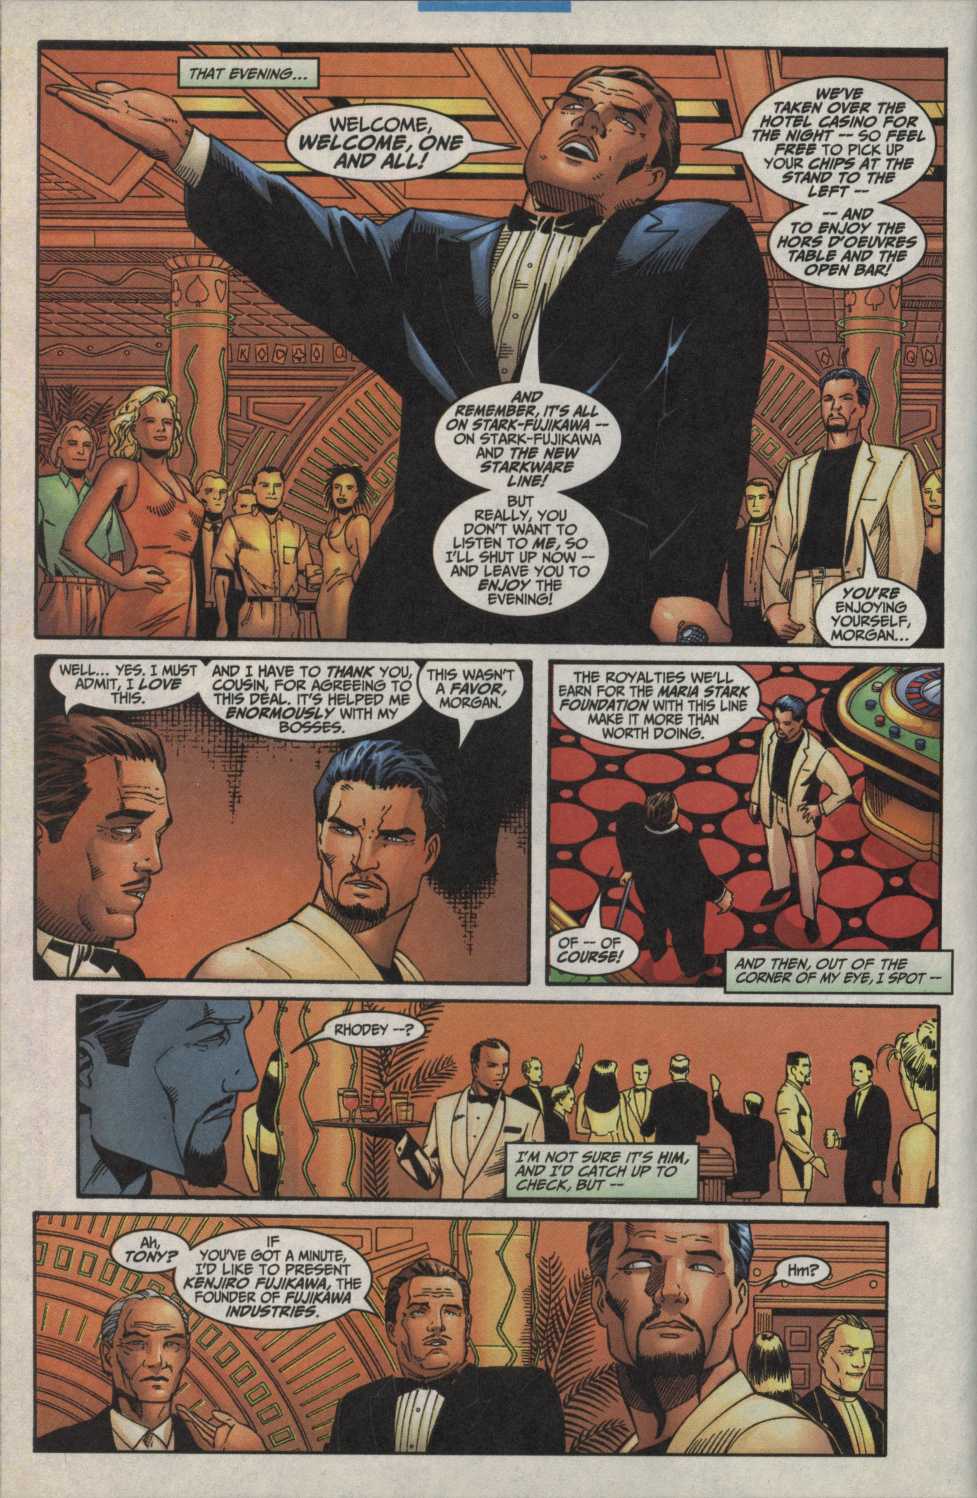 THAT EVENING...
WELCOME,
WELCOME, ONE
AND ALL!
WE'VE
TAKEN OVER THE
HOTEL CASINO FOR
THE NIGHT -- SO FEEL
FREE TO PICK UP
YOUR CHIPS AT THE
STAND TO THE
LEFT --
-- AND
TO ENJOY THE
HORS D'OEUVRES
TABLE AND THE
OPEN BAR!
AND
REMEMBER, IT'S ALL
ON STARK-FUJIKAWA --
ON STARK-FUJIKAWA
AND THE NEW
STARKWARE
LINE!
BUT
REALLY, YOU
DON'T WANT TO
LISTEN TO ME, SO
I'LL SHUT UP NOW --
AND LEAVE YOU TO
ENJOY THE
EVENING!
YOU'RE
ENJOYING
YOURSELF,
MORGAN...
WELL... YES. I MUST
ADMIT, I LOVE
THIS.
AND I HAVE TO THANK YOU,
COUSIN, FOR AGREEING TO
THIS DEAL. IT'S HELPED ME
ENORMOUSLY WITH MY
BOSSES.
THIS WASN'T
A FAVOR,
MORGAN.
THE ROYALTIES WE'LL
EARN FOR THE MARIA STARK
FOUNDATION WITH THIS LINE
MAKE IT MORE THAN
WORTH DOING.
OF -- OF
COURSE!
AND THEN, OUT OF THE
CORNER OF MY EYE, I SPOT --
RHODEY --?
I'M NOT SURE IT'S HIM,
AND I'D CATCH UP TO
CHECK, BUT --
Ah,
TONY?
IF
YOU'VE GOT A MINUTE,
I'D LIKE TO PRESENT
KENJIRO FUJIKAWA, THE
FOUNDER OF FUJIKAWA
INDUSTRIES.
Hm?